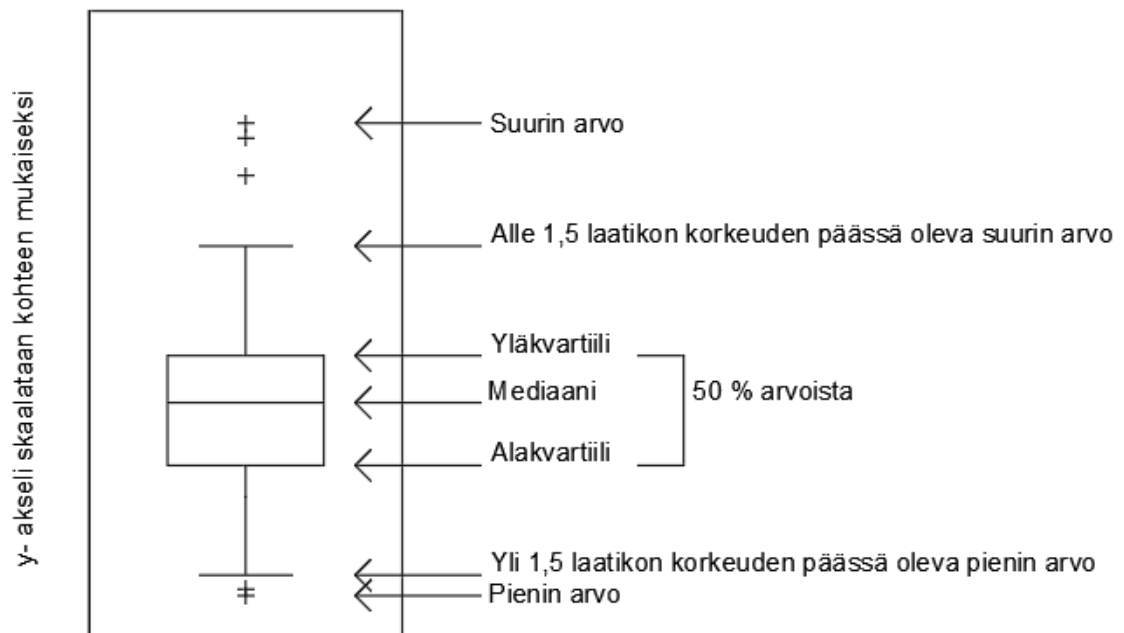 y- akseli skaalataan kohteen mukaiseksi
Suurin arvo
Alle 1,5 laatikon korkeuden päässä oleva suurin arvo
Yläkvartiili
Mediaani
50 % arvoista
Alakvartiili
Yli 1,5 laatikon korkeuden päässä oleva pienin arvo
Pienin arvo